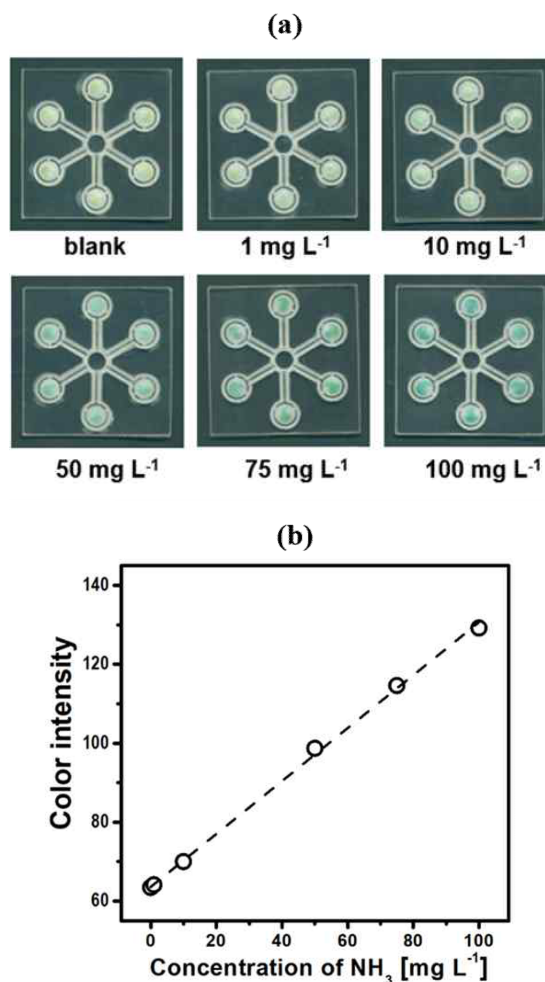 (a)
blank 1 mg L⁻¹ 10 mg L⁻¹
50 mg L⁻¹ 75 mg L⁻¹ 100 mg L⁻¹
(b)
140
120
100
80
60
Color intensity
0 20 40 60 80 100
Concentration of NH₃ [mg L⁻¹]